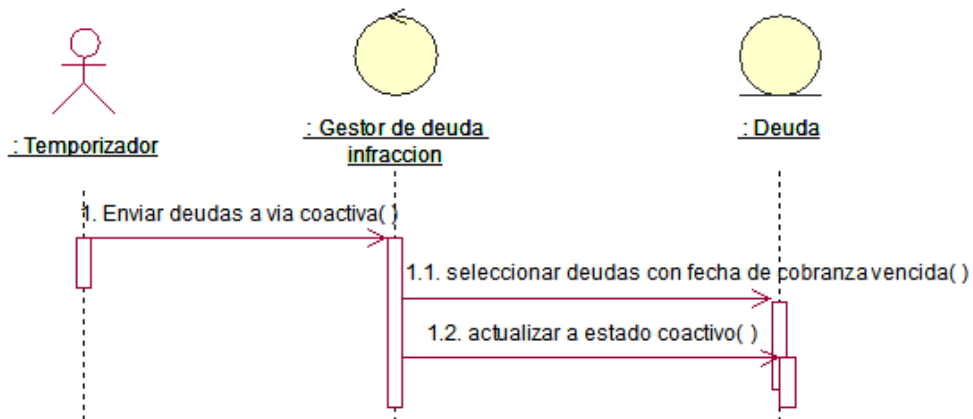 : Temporizador
: Gestor de deuda
infraccion
: Deuda
1. Enviar deudas a via coactiva( )
1.1. seleccionar deudas con fecha de cobranza vencida( )
1.2. actualizar a estado coactivo( )